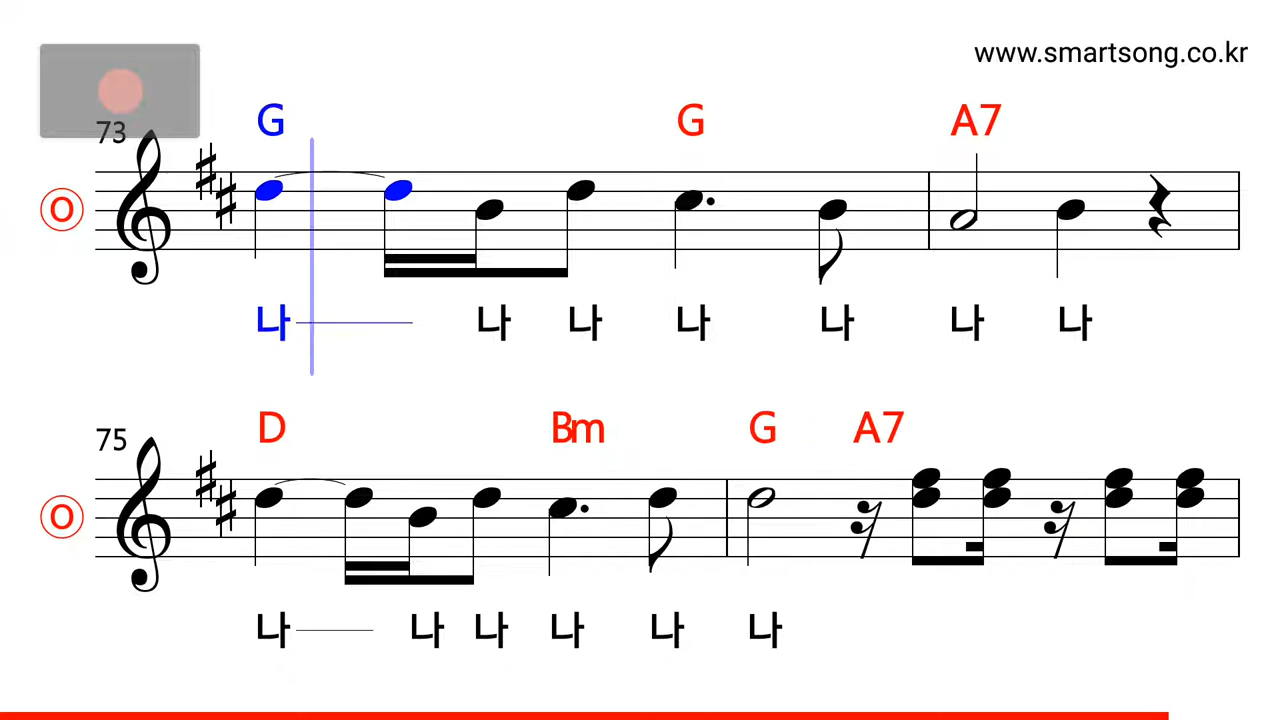 www.smartsong.co.kr
G G A7
73
O
나 나 나 나 나 나 나
D Bm G A7
75
O
나 나 나 나 나 나